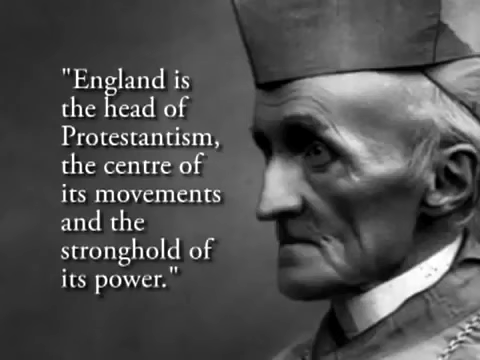 "England is
the head of
Protestantism,
the centre of
its movements
and the
stronghold of
its power."